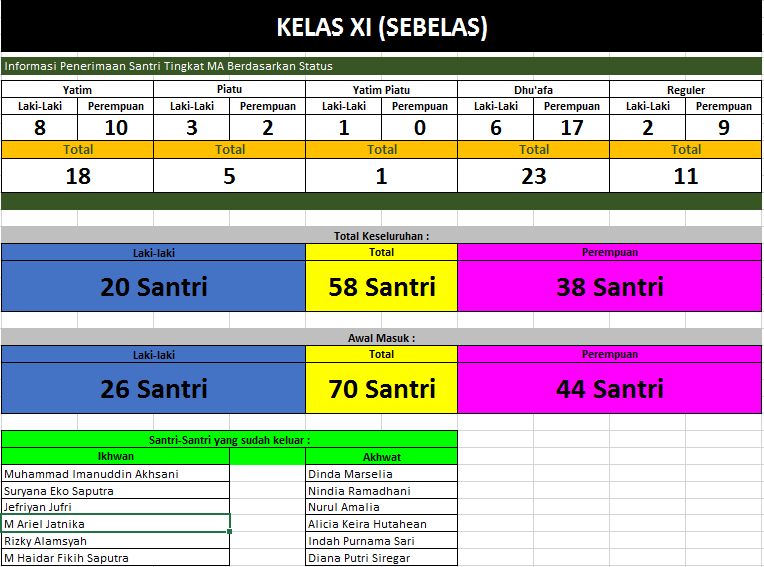 KELAS XI (SEBELAS)
Informasi Penerimaan Santri Tingkat MA Berdasarkan Status
Yatim Piatu Yatim Piatu Dhu'afa Reguler
Laki-Laki Perempuan Laki-Laki Perempuan Laki-Laki Perempuan Laki-Laki Perempuan Laki-Laki Perempuan
8 10 3 2 1 0 6 17 2 9
Total Total Total Total Total
18 5 1 23 11
Total Keseluruhan :
Laki-laki Total Perempuan
20 Santri 58 Santri 38 Santri
Awal Masuk :
Laki-laki Total Perempuan
26 Santri 70 Santri 44 Santri
Santri-Santri yang sudah keluar :
Ikhwan Akhwat
Muhammad Imanuddin Akhsani Dinda Marselia
Suryana Eko Saputra Nindia Ramadhani
Jefriyan Jufri Nurul Amalia
M Ariel Jatnika Alicia Keira Hutahean
Rizky Alamsyah Indah Purnama Sari
M Haidar Fikih Saputra Diana Putri Siregar